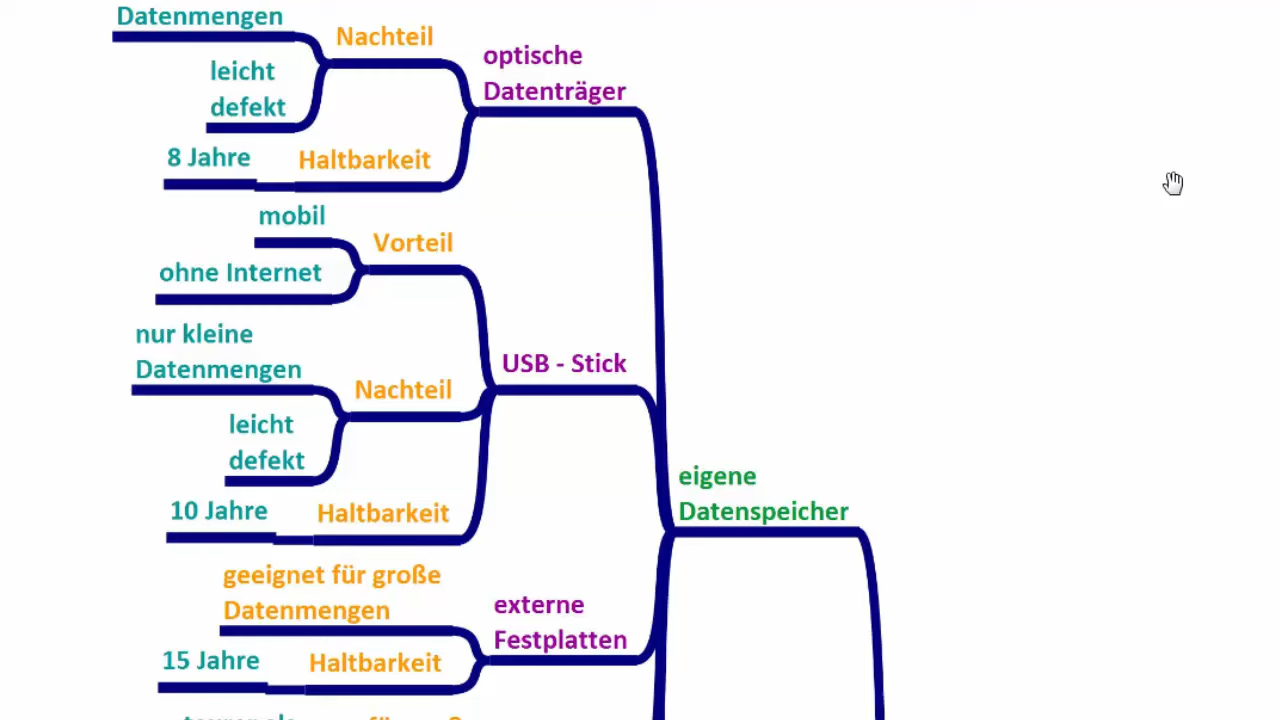 Datenmengen
Nachteil
optische
Datenträger
leicht
defekt
8 Jahre
Haltbarkeit
mobil
Vorteil
ohne Internet
nur kleine
Datenmengen
USB - Stick
Nachteil
leicht
defekt
eigene
Datenspeicher
10 Jahre
Haltbarkeit
geeignet für große
Datenmengen
externe
Festplatten
15 Jahre
Haltbarkeit